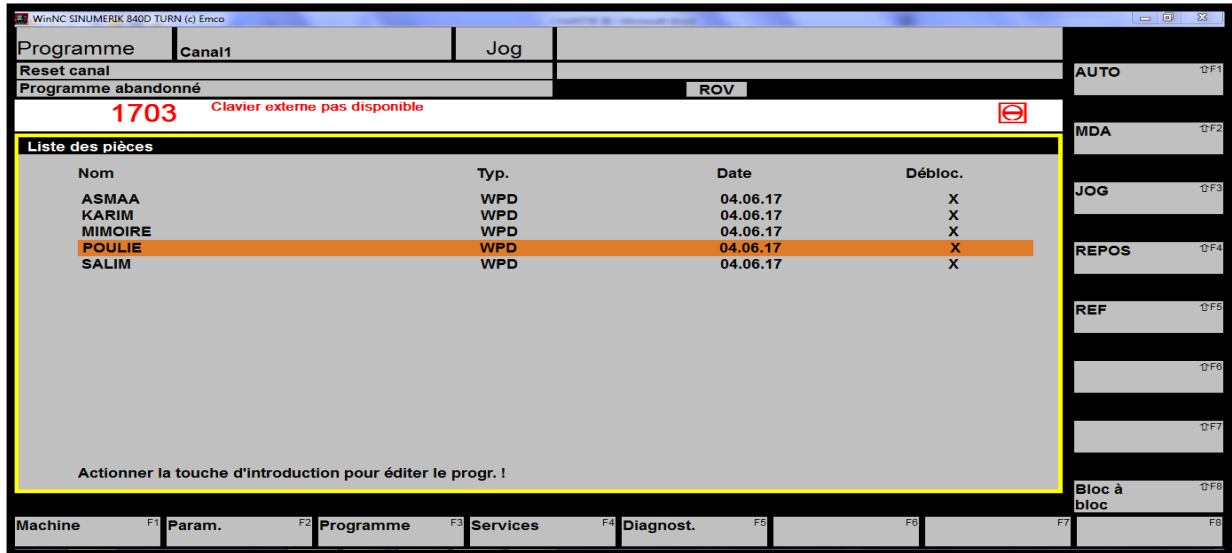 WinNC SINUMERIK 840D TURN (c) Emco
Programme Canal1 Jog
Reset canal
Programme abandonné ROV
1703 Clavier externe pas disponible
Liste des pièces
Nom Typ. Date Débloc.
ASMAA WPD 04.06.17 X
KARIM WPD 04.06.17 X
MIMOIRE WPD 04.06.17 X
POULIE WPD 04.06.17 X
SALIM WPD 04.06.17 X
Actionner la touche d'introduction pour éditer le progr. !
AUTO ⇧F1
MDA ⇧F2
JOG ⇧F3
REPOS ⇧F4
REF ⇧F5
⇧F6
⇧F7
Bloc à ⇧F8
bloc
Machine F1 Param. F2 Programme F3 Services F4 Diagnost. F5 F6 F7 F8